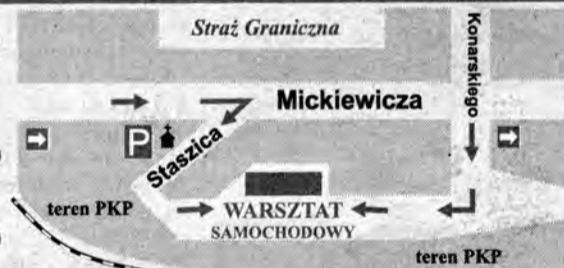 Straż Graniczna
Konarskiego
Mickiewicza
P
Staszica
teren PKP
WARSZTAT
SAMOCHODOWY
teren PKP